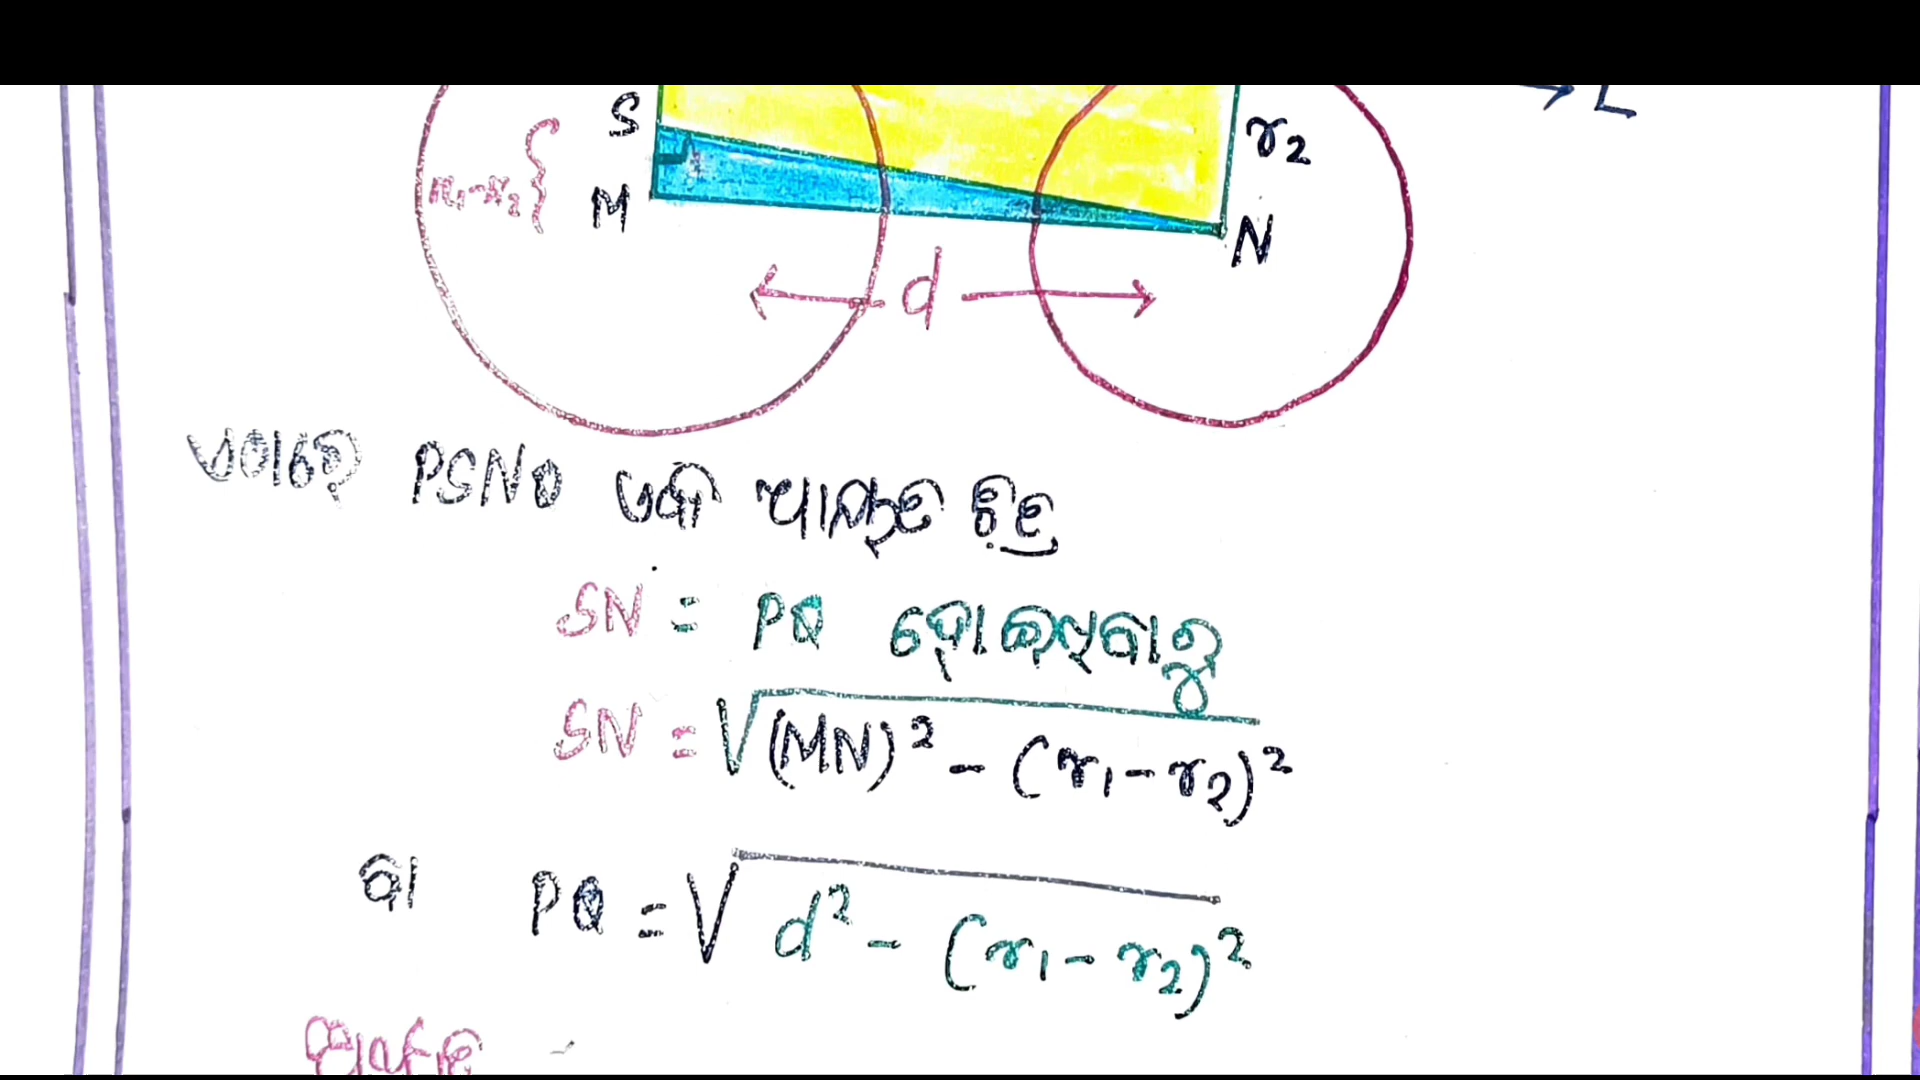 S
r₂
→ L
r₁-r₂ {
M
N
d
ଏଠାରେ PSNQ ଏକ ଆୟତ ଚିତ୍ର
SN = PQ ହୋଇଥିବାରୁ
SN = √(MN)² - (r₁ - r₂)²
ବା PQ = √d² - (r₁ - r₂)²